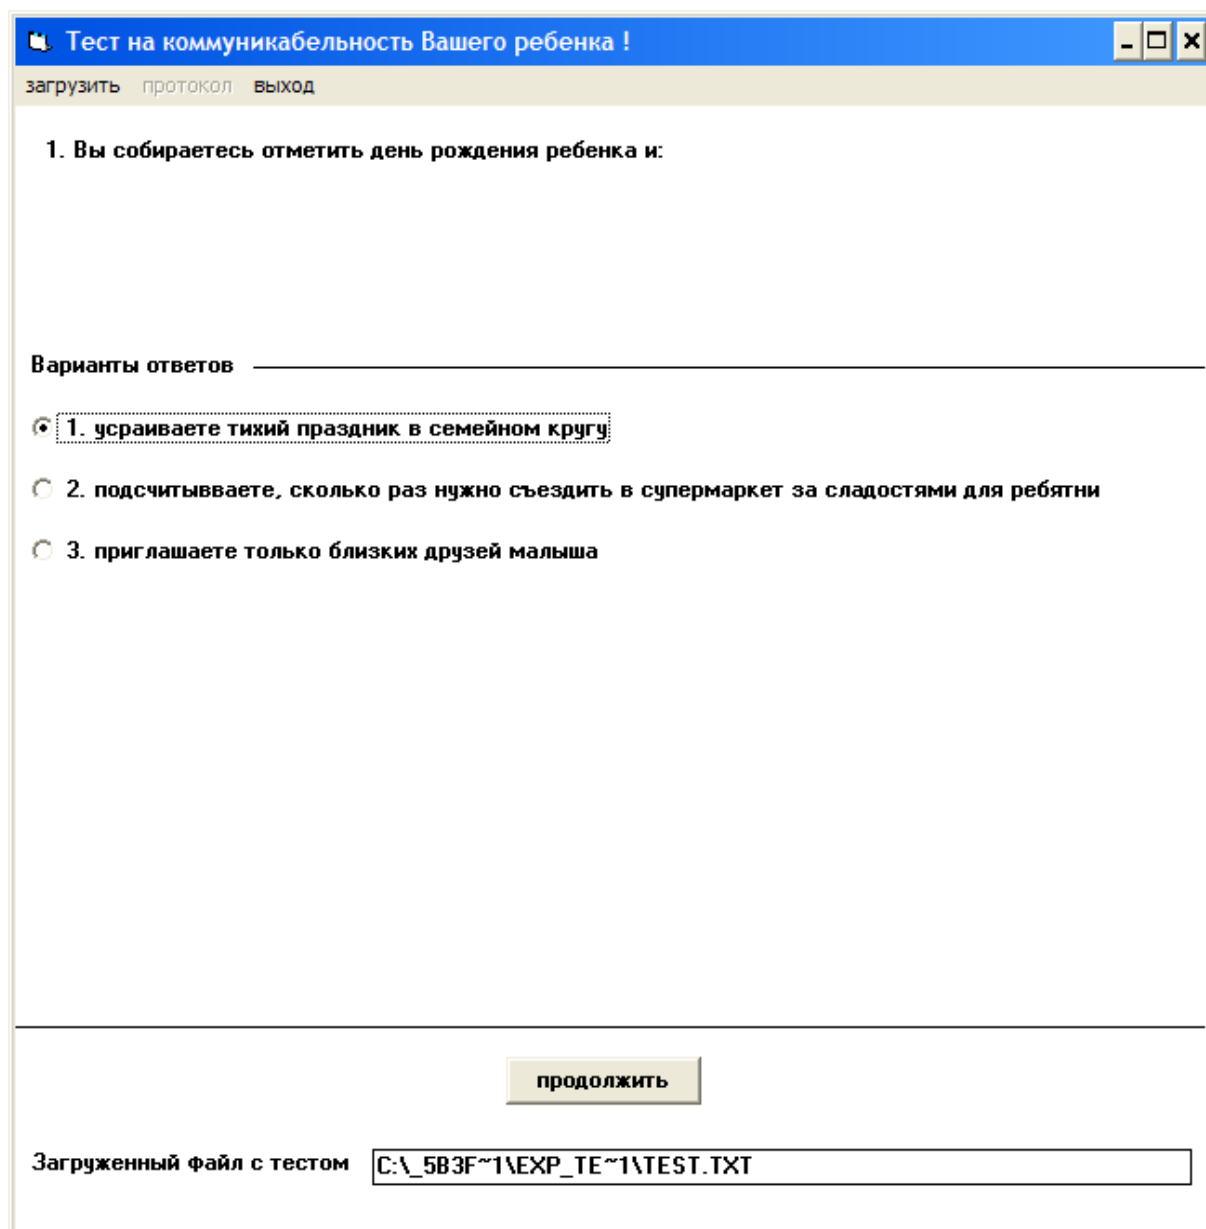 Тест на коммуникабельность Вашего ребенка !
загрузить протокол выход
1. Вы собираетесь отметить день рождения ребенка и:
Варианты ответов
1. усраиваете тихий праздник в семейном кругу
2. подсчитывваете, сколько раз нужно съездить в супермаркет за сладостями для ребятни
3. приглашаете только близких друзей малыша
продолжить
Загруженный файл с тестом C:\_5B3F~1\EXP_TE~1\TEST.TXT